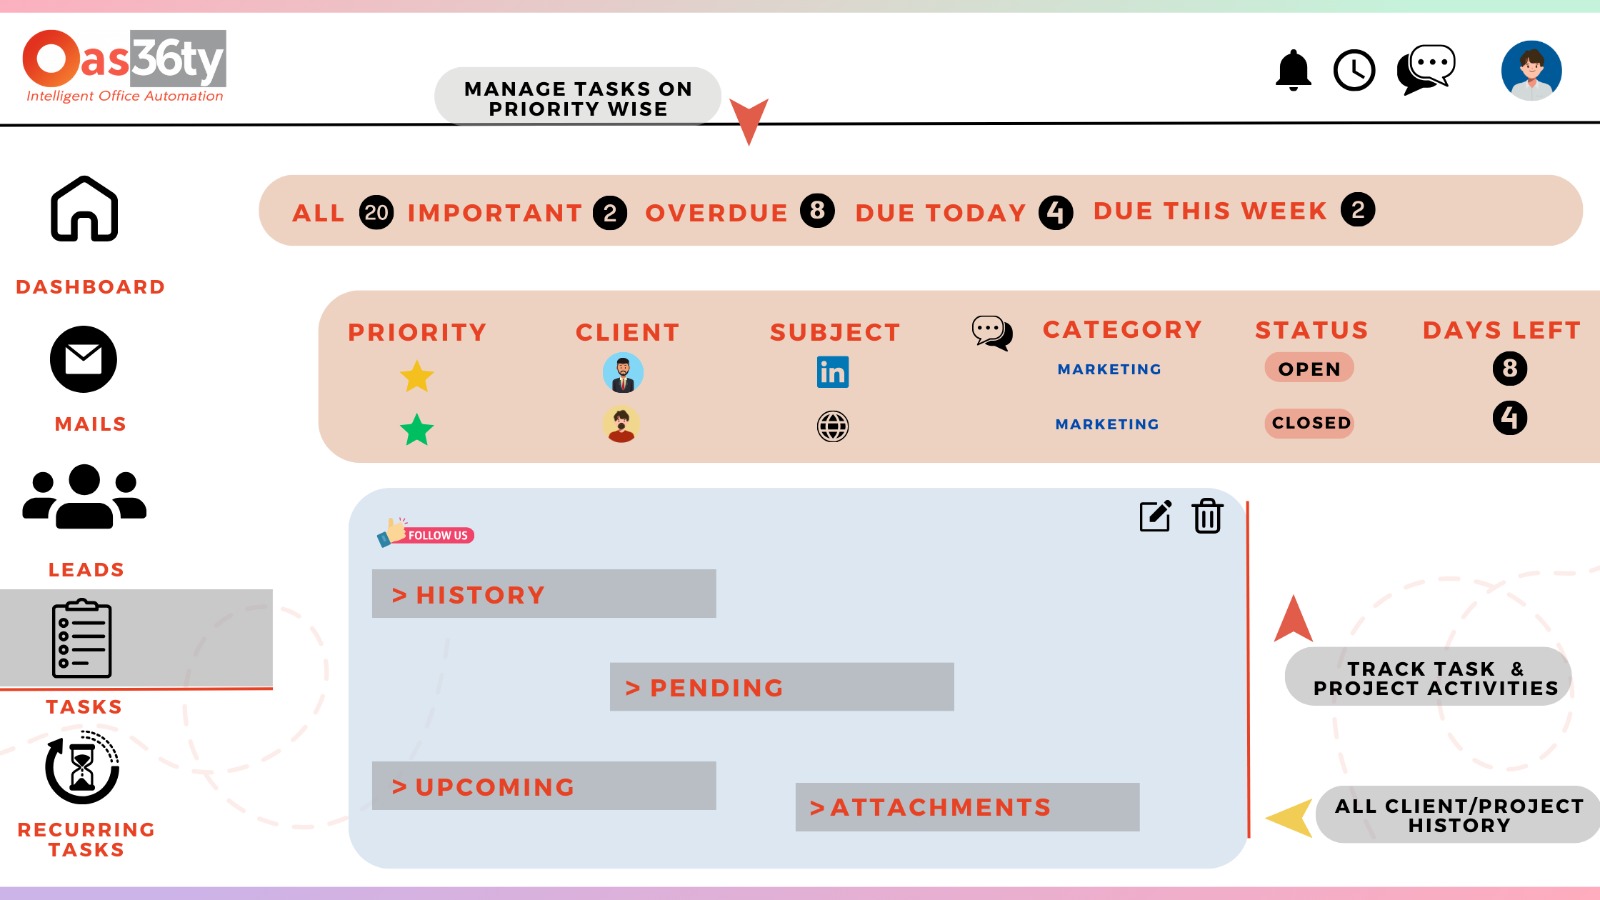 Oas36ty
Intelligent Office Automation
MANAGE TASKS ON
PRIORITY WISE
ALL 20 IMPORTANT 2 OVERDUE 8 DUE TODAY 4 DUE THIS WEEK 2
DASHBOARD
MAILS
LEADS
TASKS
RECURRING
TASKS
PRIORITY CLIENT SUBJECT CATEGORY STATUS DAYS LEFT
in MARKETING OPEN 8
MARKETING CLOSED 4
FOLLOW US
> HISTORY
> PENDING
> UPCOMING
> ATTACHMENTS
TRACK TASK &
PROJECT ACTIVITIES
ALL CLIENT/PROJECT
HISTORY